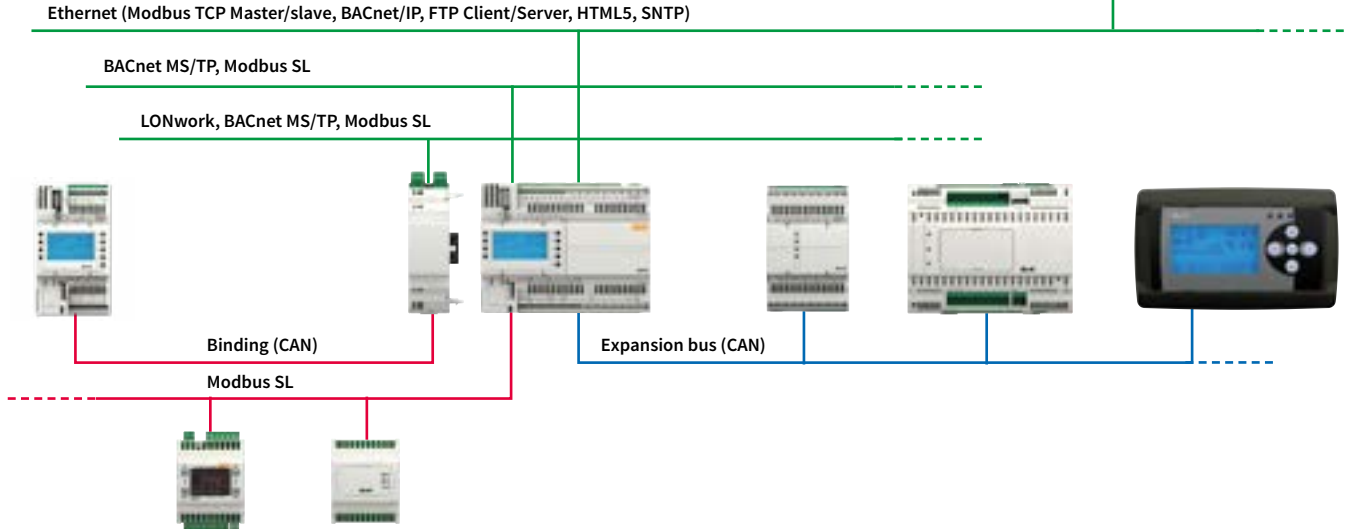 Ethernet (Modbus TCP Master/slave, BACnet/IP, FTP Client/Server, HTML5, SNTP)
BACnet MS/TP, Modbus SL
LONwork, BACnet MS/TP, Modbus SL
Binding (CAN)
Expansion bus (CAN)
Modbus SL